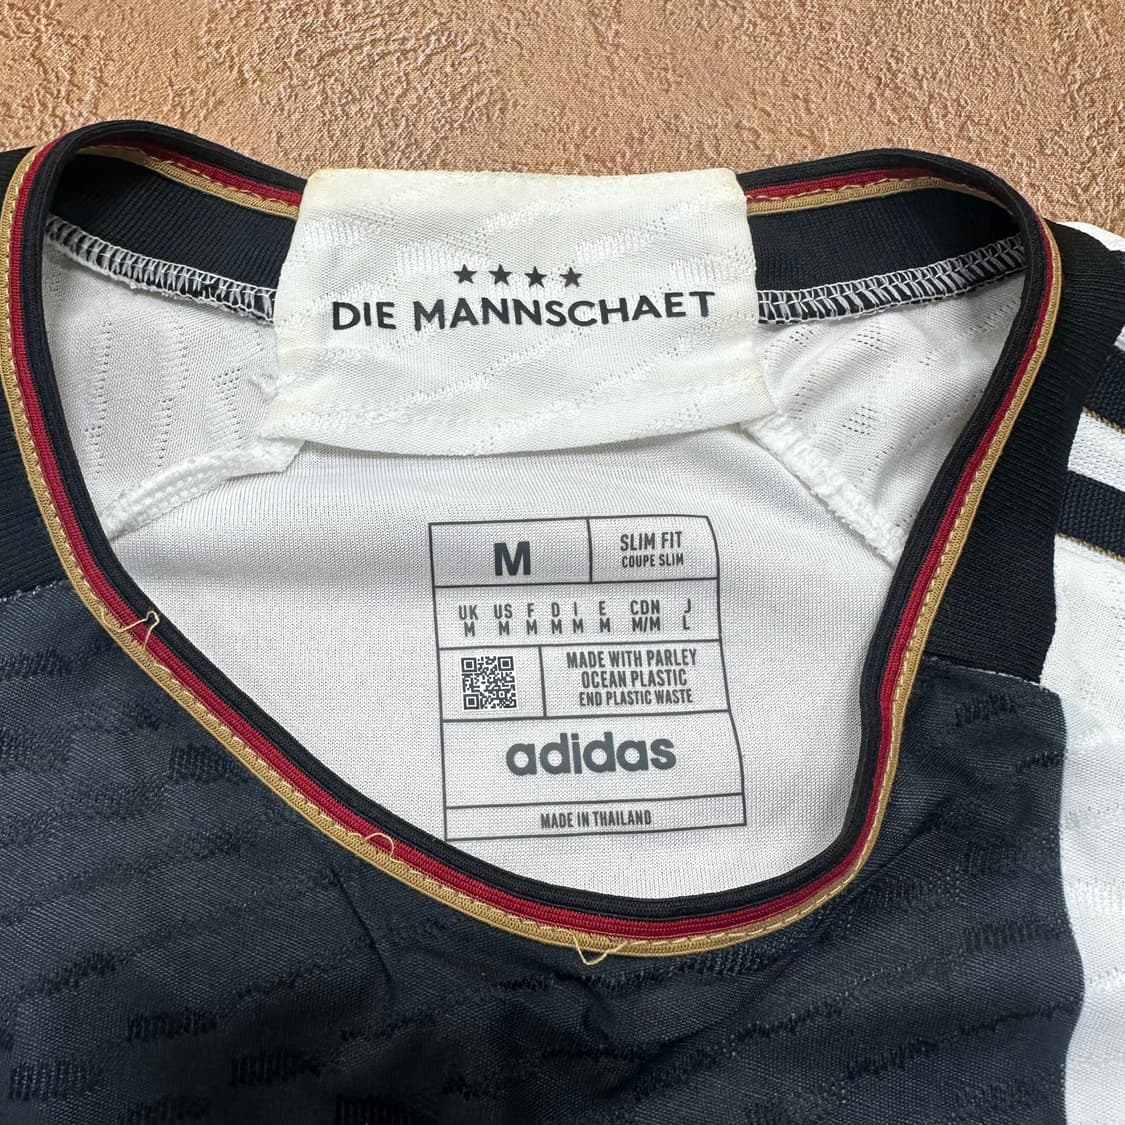 ★★★★
DIE MANNSCHAET
M
SLIM FIT
COUPE SLIM
UK US F D I E CDN J
M M M M M M M/M L
MADE WITH PARLEY
OCEAN PLASTIC
END PLASTIC WASTE
adidas
MADE IN THAILAND